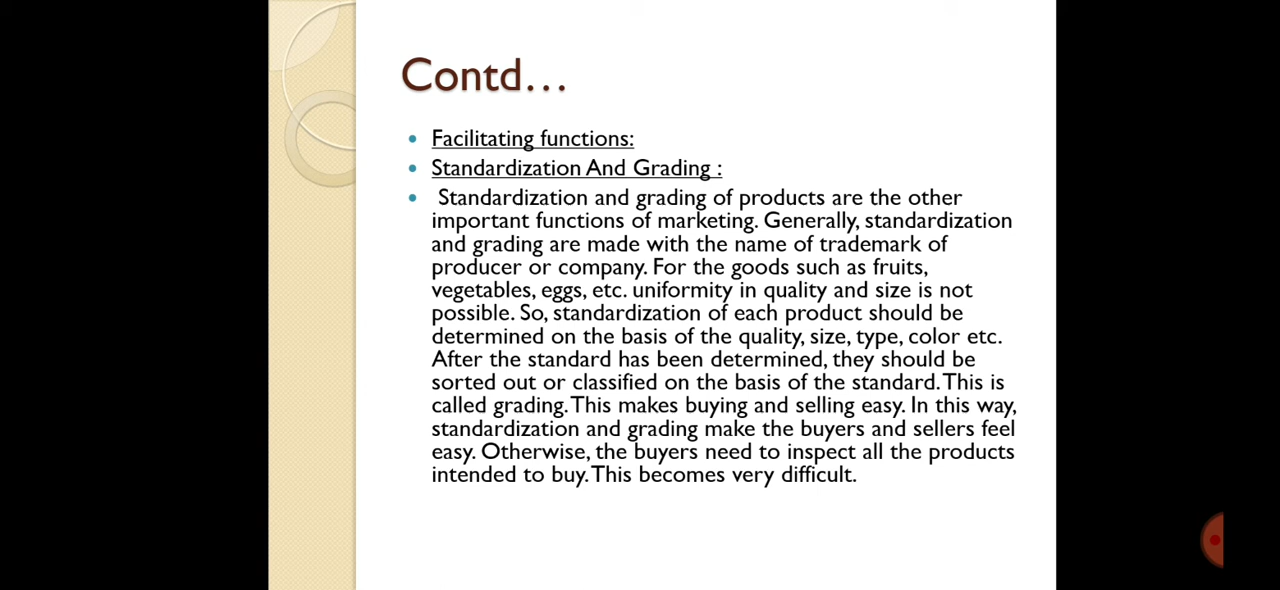 Contd...
Facilitating functions:
Standardization And Grading :
Standardization and grading of products are the other
important functions of marketing. Generally, standardization
and grading are made with the name of trademark of
producer or company. For the goods such as fruits,
vegetables, eggs, etc. uniformity in quality and size is not
possible. So, standardization of each product should be
determined on the basis of the quality, size, type, color etc.
After the standard has been determined, they should be
sorted out or classified on the basis of the standard. This is
called grading. This makes buying and selling easy. In this way,
standardization and grading make the buyers and sellers feel
easy. Otherwise, the buyers need to inspect all the products
intended to buy. This becomes very difficult.